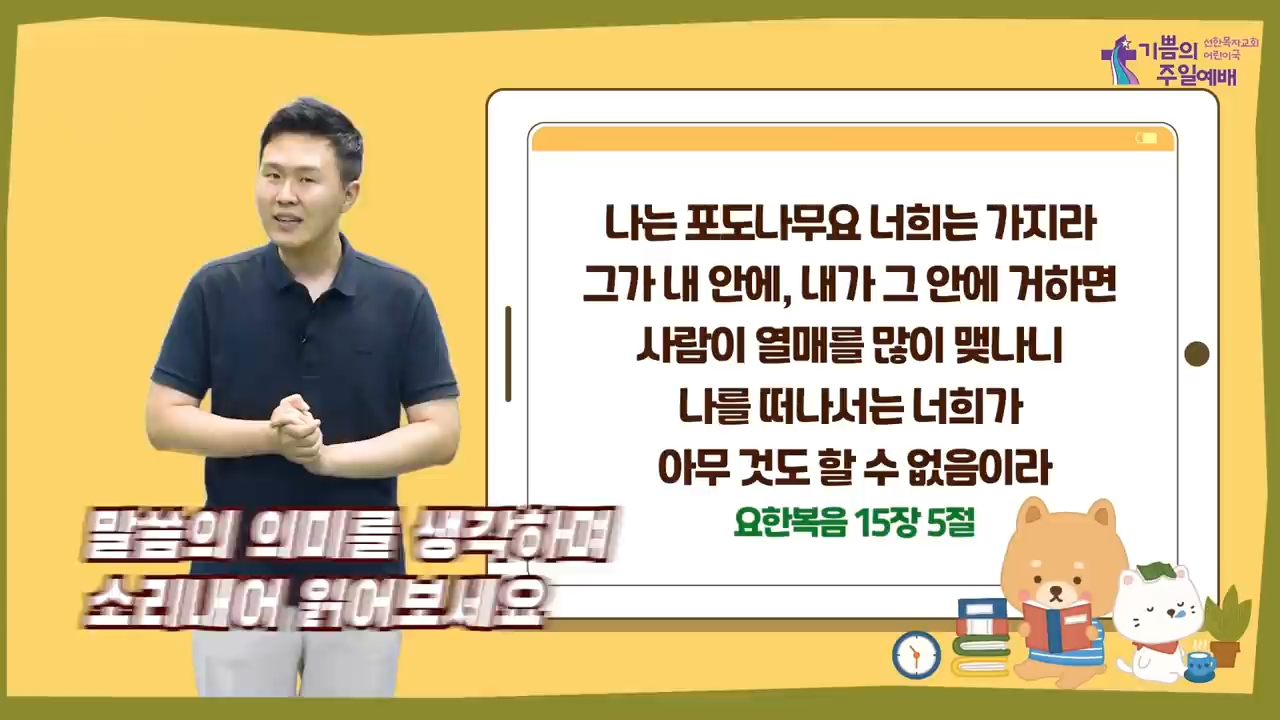 기쁨의
주일예배
선한목자교회
어린이국
나는 포도나무요 너희는 가지라
그가 내 안에, 내가 그 안에 거하면
사람이 열매를 많이 맺나니
나를 떠나서는 너희가
아무 것도 할 수 없음이라
요한복음 15장 5절
말씀의 의미를 생각하며
소리내어 읽어보세요